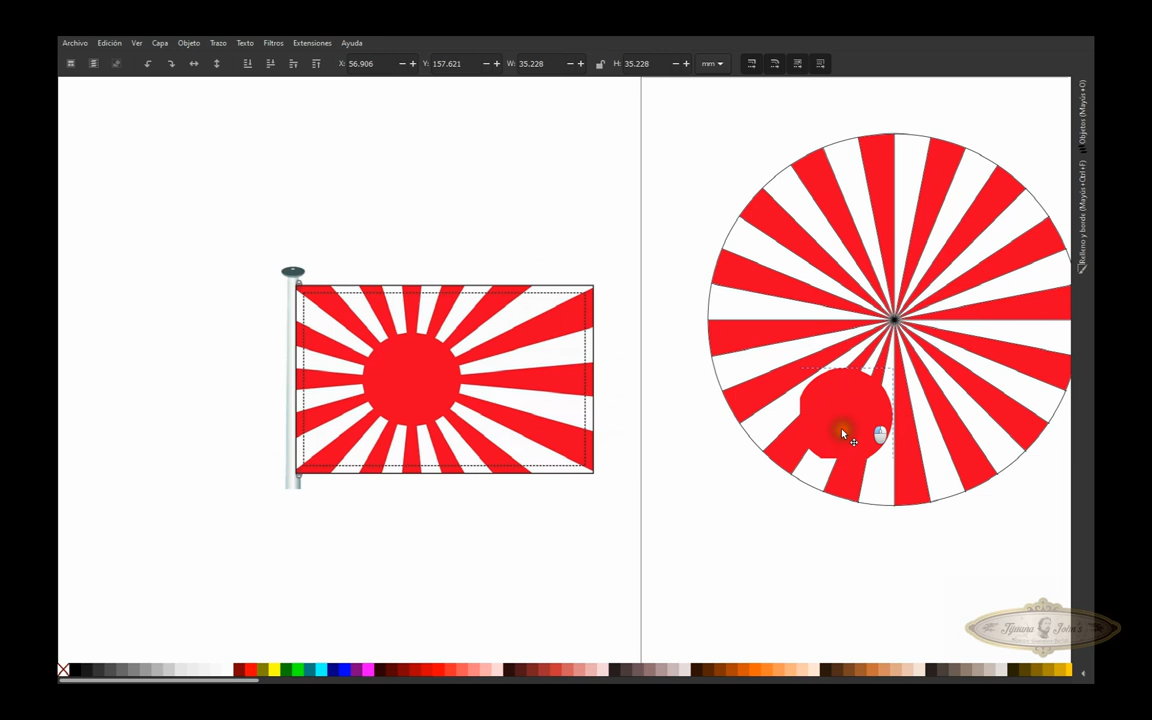 Archivo Edición Ver Capa Objeto Trazo Texto Filtros Extensiones Ayuda
X: 56.906 − + Y: 157.621 − + W: 35.228 − + H: 35.228 − + mm
Objetos (Mayús+O)
Relleno y borde (Mayús+Ctrl+F)
Tijuana John's